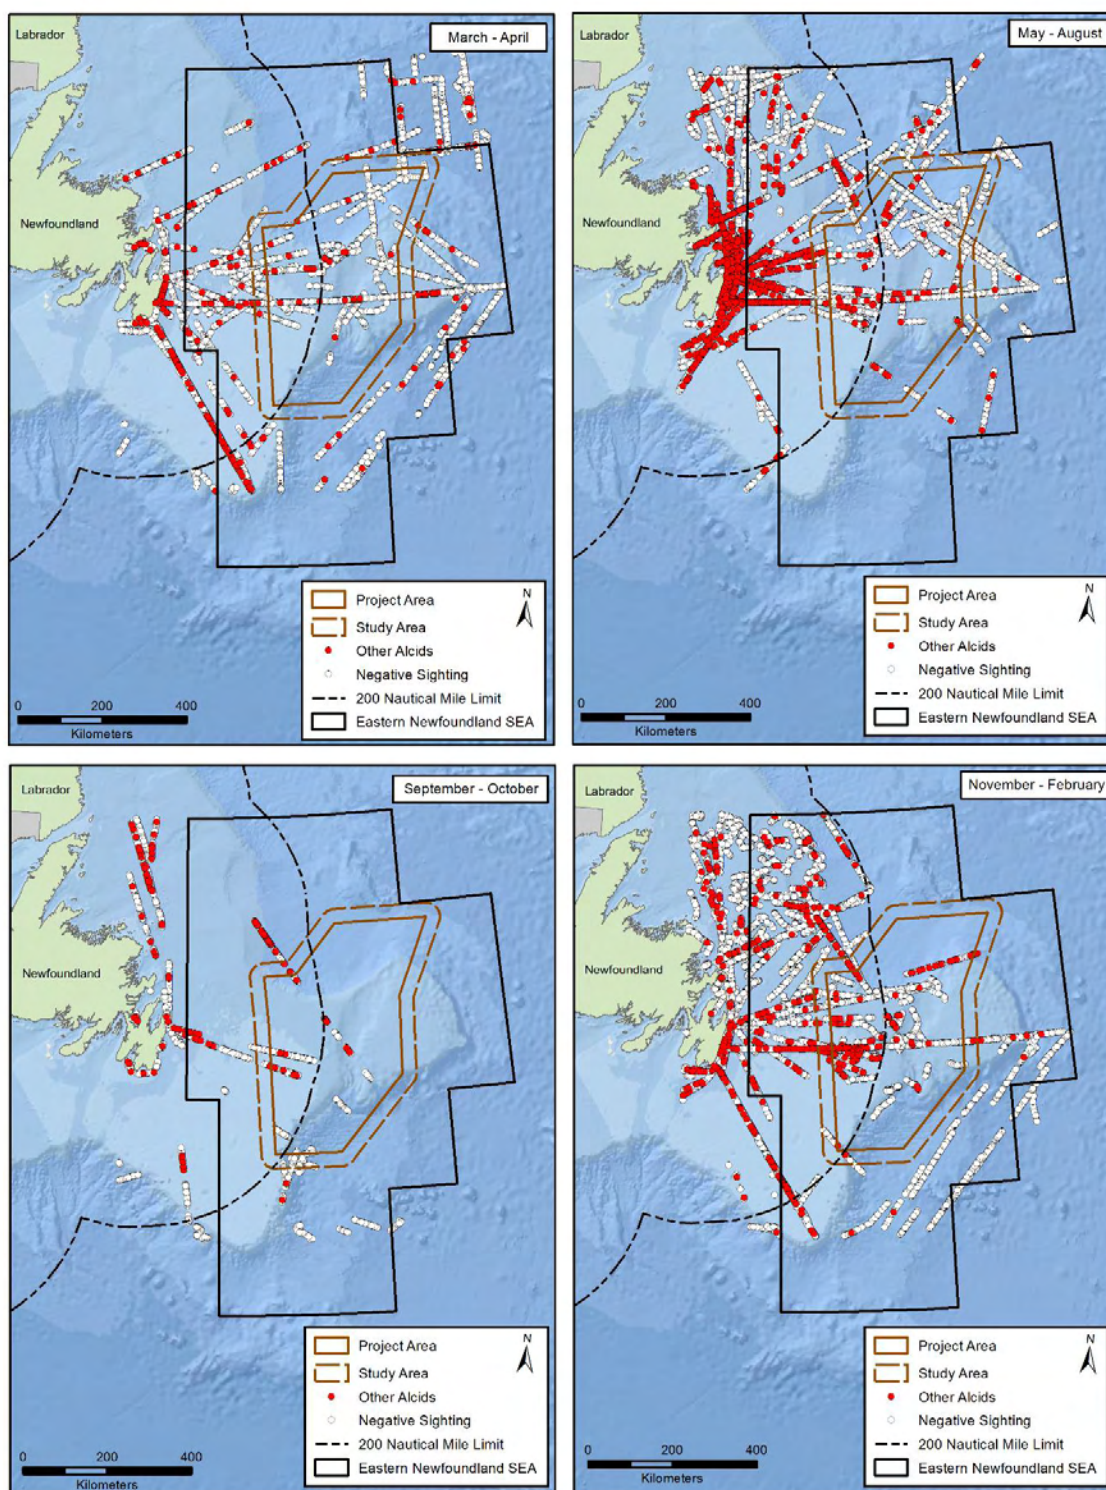 Labrador
March - April
Newfoundland
N
Project Area
Study Area
Other Alcids
Negative Sighting
200 Nautical Mile Limit
Eastern Newfoundland SEA
0 200 400
Kilometers
Labrador
May - August
Newfoundland
N
Project Area
Study Area
Other Alcids
Negative Sighting
200 Nautical Mile Limit
Eastern Newfoundland SEA
0 200 400
Kilometers
Labrador
September - October
Newfoundland
N
Project Area
Study Area
Other Alcids
Negative Sighting
200 Nautical Mile Limit
Eastern Newfoundland SEA
0 200 400
Kilometers
Labrador
November - February
Newfoundland
N
Project Area
Study Area
Other Alcids
Negative Sighting
200 Nautical Mile Limit
Eastern Newfoundland SEA
0 200 400
Kilometers